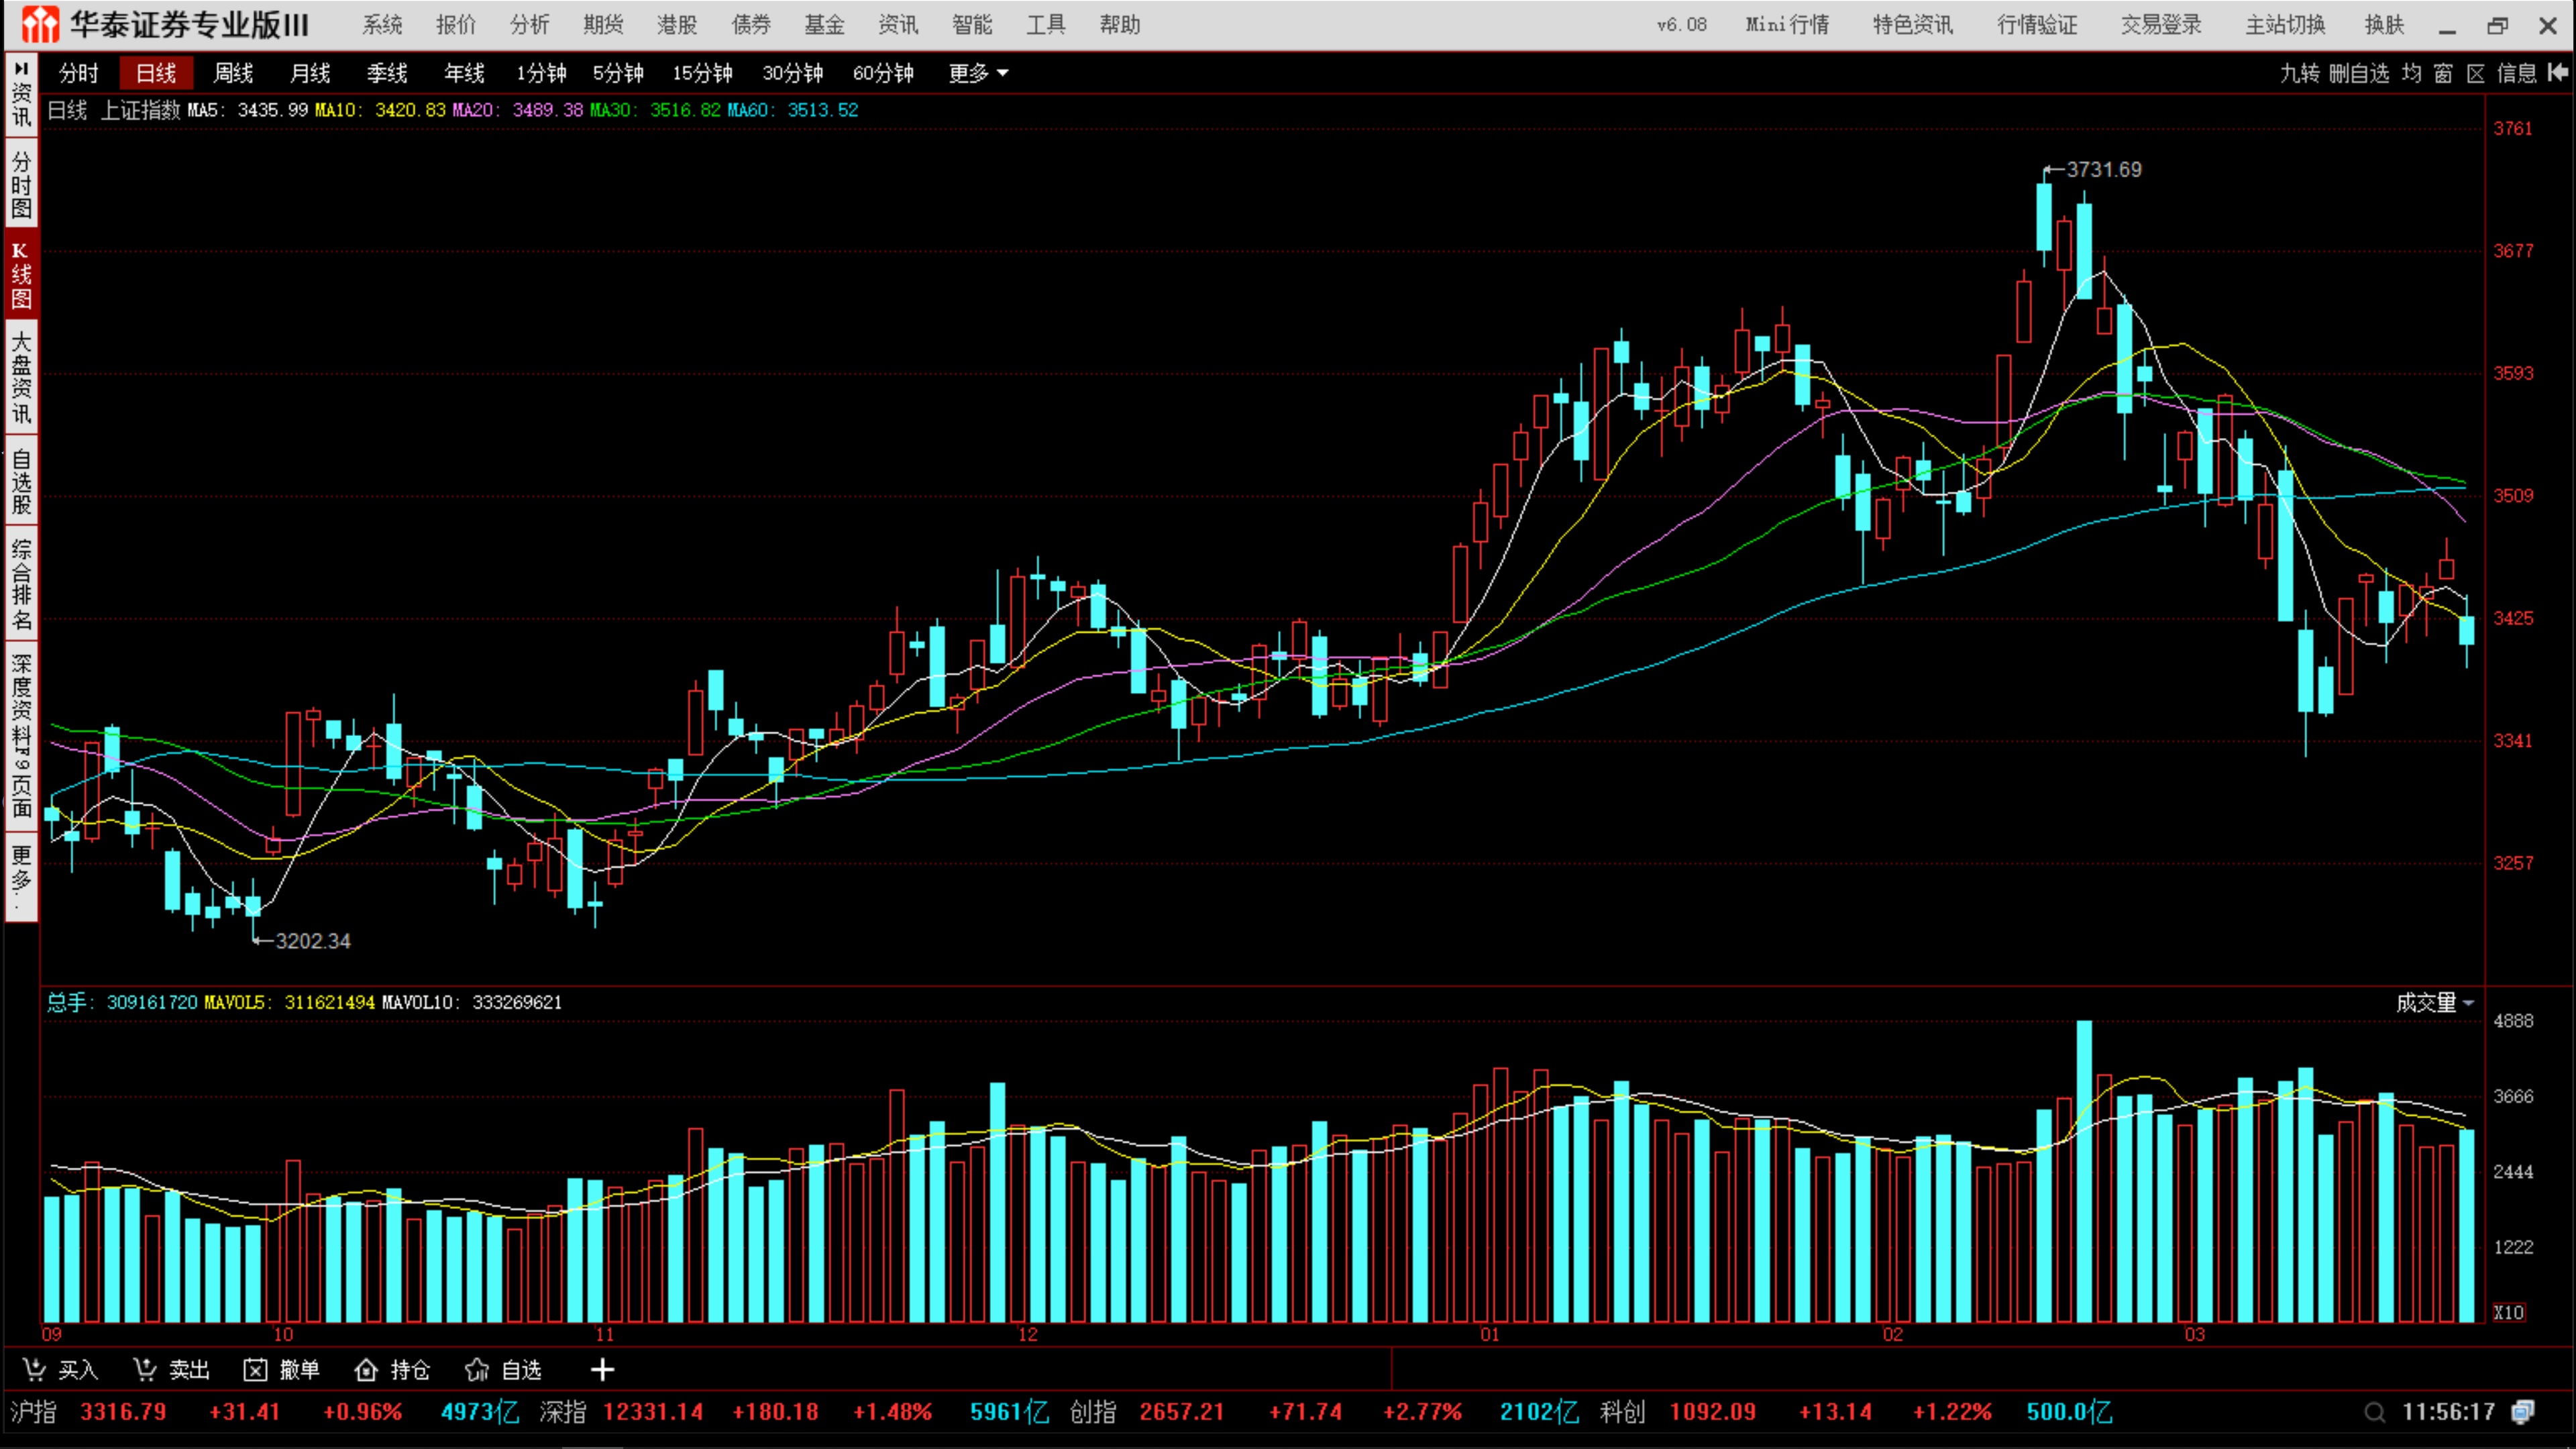 华泰证券专业版III 系统 报价 分析 期货 港股 债券 基金 资讯 智能 工具 帮助 v6.08 Mini行情 特色资讯 行情验证 交易登录 主站切换 换肤
分时 日线 周线 月线 季线 年线 1分钟 5分钟 15分钟 30分钟 60分钟 更多 九转 删自选 均 窗 区 信息
资讯
分时图
K线图
大盘资讯
自选股
综合排名
深度资料F9页面
更多..
日线 上证指数 MA5: 3435.99 MA10: 3420.83 MA20: 3489.38 MA30: 3516.82 MA60: 3513.52
3761
3731.69
3677
3593
3509
3425
3341
3257
3202.34
总手: 309161720 MAVOL5: 311621494 MAVOL10: 333269621 成交量
4888
3666
2444
1222
X10
09 10 11 12 01 02 03
买入 卖出 撤单 持仓 自选
沪指 3316.79 +31.41 +0.96% 4973亿 深指 12331.14 +180.18 +1.48% 5961亿 创指 2657.21 +71.74 +2.77% 2102亿 科创 1092.09 +13.14 +1.22% 500.0亿 11:56:17